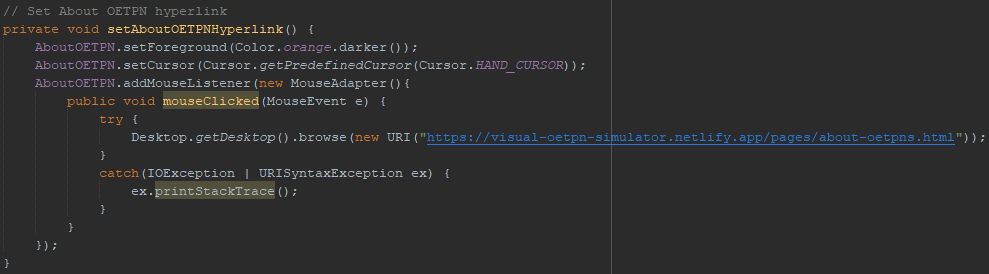 // Set About OETPN hyperlink
private void setAboutOETPNHyperlink() {
    AboutOETPN.setForeground(Color.orange.darker());
    AboutOETPN.setCursor(Cursor.getPredefinedCursor(Cursor.HAND_CURSOR));
    AboutOETPN.addMouseListener(new MouseAdapter(){
        public void mouseClicked(MouseEvent e) {
            try {
                Desktop.getDesktop().browse(new URI("https://visual-oetpn-simulator.netlify.app/pages/about-oetpns.html"));
            }
            catch(IOException | URISyntaxException ex) {
                ex.printStackTrace();
            }
        }
    });
}